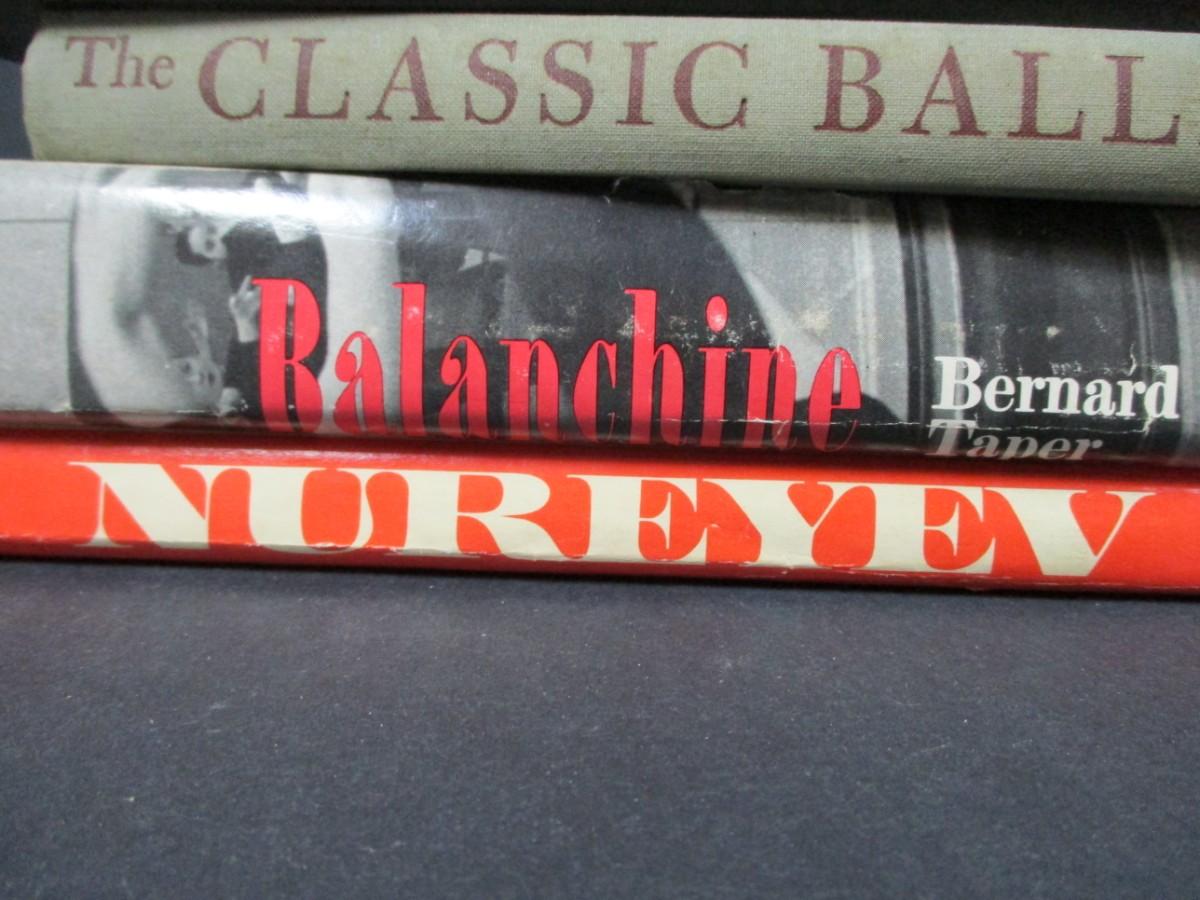 The CLASSIC BALL
Balanchine
Bernard
Taper
NUREYEV